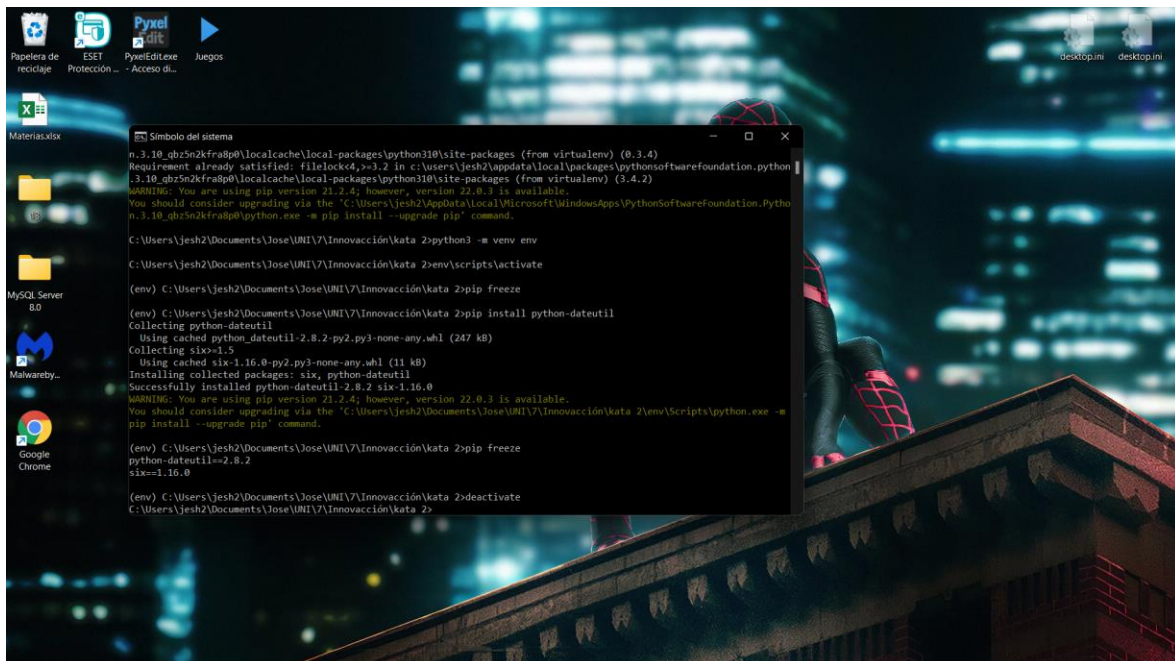 Papelera de
reciclaje
ESET
Protección ...
Pyxel
Edit
PyxelEdit.exe
- Acceso di...
Juegos
desktop.ini
desktop.ini
Materias.xlsx
MySQL Server
8.0
Malwareby...
Google
Chrome
Símbolo del sistema
n.3.10_qbz5n2kfra8p0\localcache\local-packages\python310\site-packages (from virtualenv) (0.3.4)
Requirement already satisfied: filelock<4,>=3.2 in c:\users\jesh2\appdata\local\packages\pythonsoftwarefoundation.python
.3.10_qbz5n2kfra8p0\localcache\local-packages\python310\site-packages (from virtualenv) (3.4.2)
WARNING: You are using pip version 21.2.4; however, version 22.0.3 is available.
You should consider upgrading via the 'C:\Users\jesh2\AppData\Local\Microsoft\WindowsApps\PythonSoftwareFoundation.Pytho
n.3.10_qbz5n2kfra8p0\python.exe -m pip install --upgrade pip' command.
C:\Users\jesh2\Documents\Jose\UNI\7\Innovacción\kata 2>python3 -m venv env
C:\Users\jesh2\Documents\Jose\UNI\7\Innovacción\kata 2>env\scripts\activate
(env) C:\Users\jesh2\Documents\Jose\UNI\7\Innovacción\kata 2>pip freeze
(env) C:\Users\jesh2\Documents\Jose\UNI\7\Innovacción\kata 2>pip install python-dateutil
Collecting python-dateutil
Using cached python_dateutil-2.8.2-py2.py3-none-any.whl (247 kB)
Collecting six>=1.5
Using cached six-1.16.0-py2.py3-none-any.whl (11 kB)
Installing collected packages: six, python-dateutil
Successfully installed python-dateutil-2.8.2 six-1.16.0
WARNING: You are using pip version 21.2.4; however, version 22.0.3 is available.
You should consider upgrading via the 'C:\Users\jesh2\Documents\Jose\UNI\7\Innovacción\kata 2\env\Scripts\python.exe -m
pip install --upgrade pip' command.
(env) C:\Users\jesh2\Documents\Jose\UNI\7\Innovacción\kata 2>pip freeze
python-dateutil==2.8.2
six==1.16.0
(env) C:\Users\jesh2\Documents\Jose\UNI\7\Innovacción\kata 2>deactivate
C:\Users\jesh2\Documents\Jose\UNI\7\Innovacción\kata 2>